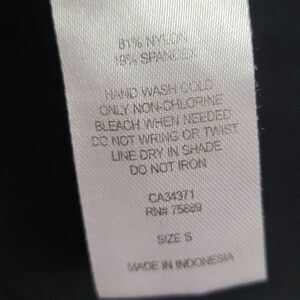 81% NYLON
19% SPANDEX
HAND WASH COLD
ONLY NON-CHLORINE
BLEACH WHEN NEEDED
DO NOT WRING OR TWIST
LINE DRY IN SHADE
DO NOT IRON
CA34371
RN# 75889
SIZE S
MADE IN INDONESIA